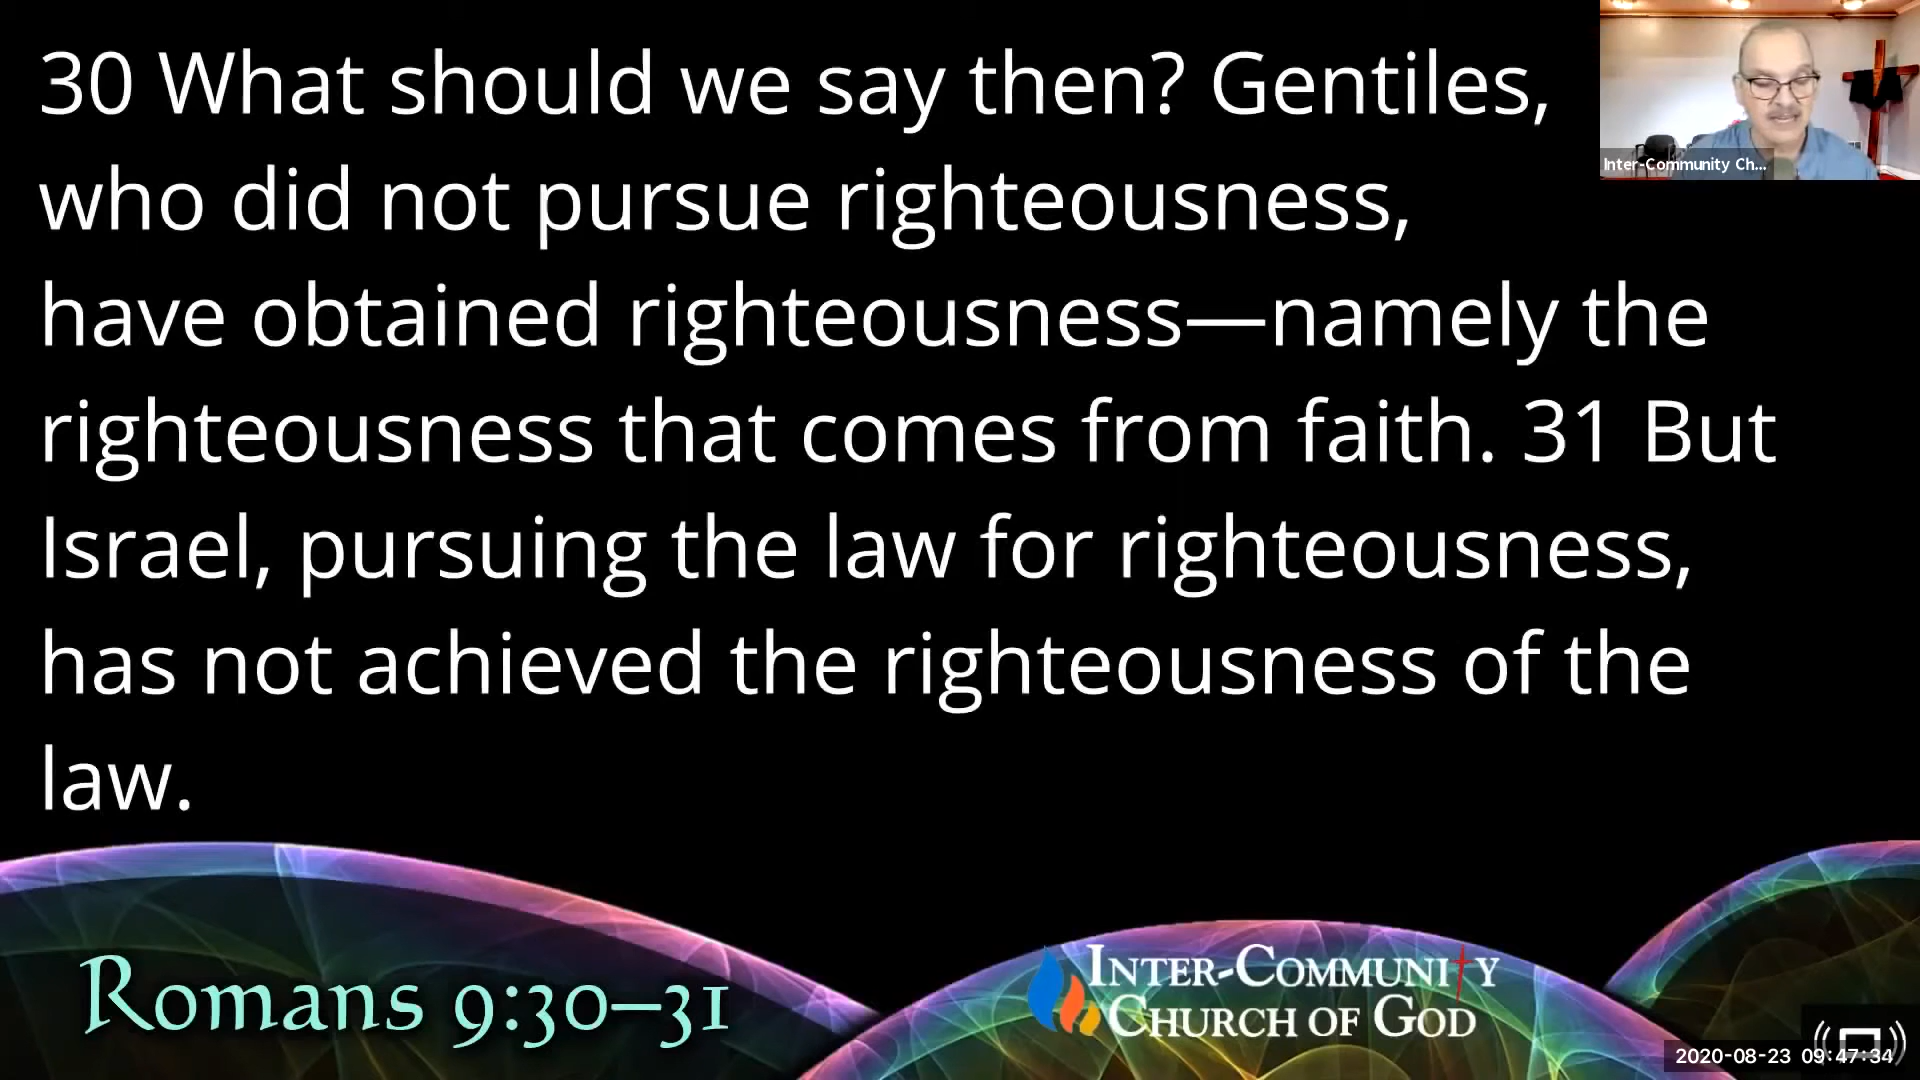 30 What should we say then? Gentiles,
who did not pursue righteousness,
have obtained righteousness—namely the
righteousness that comes from faith. 31 But
Israel, pursuing the law for righteousness,
has not achieved the righteousness of the
law.
Inter-Community Ch...
Romans 9:30–31
INTER-COMMUNITY
CHURCH OF GOD
2020-08-23 09:47:34